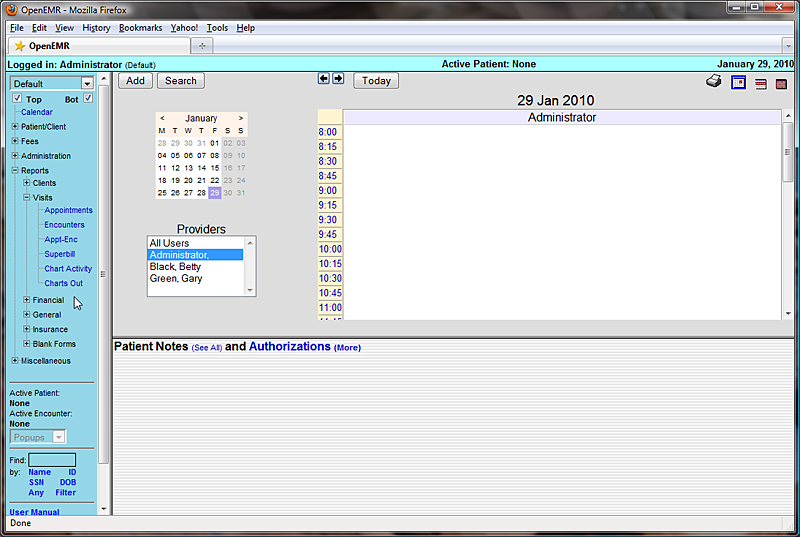 OpenEMR - Mozilla Firefox
File Edit View History Bookmarks Yahoo! Tools Help
OpenEMR
Logged in: Administrator (Default) Active Patient: None January 29, 2010
Default
Top Bot
Calendar
Patient/Client
Fees
Administration
Reports
Clients
Visits
Appointments
Encounters
Appt-Enc
Superbill
Chart Activity
Charts Out
Financial
General
Insurance
Blank Forms
Miscellaneous
Active Patient:
None
Active Encounter:
None
Popups
Find:
by: Name ID
SSN DOB
Any Filter
User Manual
Add Search Today
< January >
M T W T F S S
28 29 30 31 01 02 03
04 05 06 07 08 09 10
11 12 13 14 15 16 17
18 19 20 21 22 23 24
25 26 27 28 29 30 31
Providers
All Users
Administrator,
Black, Betty
Green, Gary
29 Jan 2010
Administrator
8:00
8:15
8:30
8:45
9:00
9:15
9:30
9:45
10:00
10:15
10:30
10:45
11:00
11:15
Patient Notes (See All) and Authorizations (More)
Done